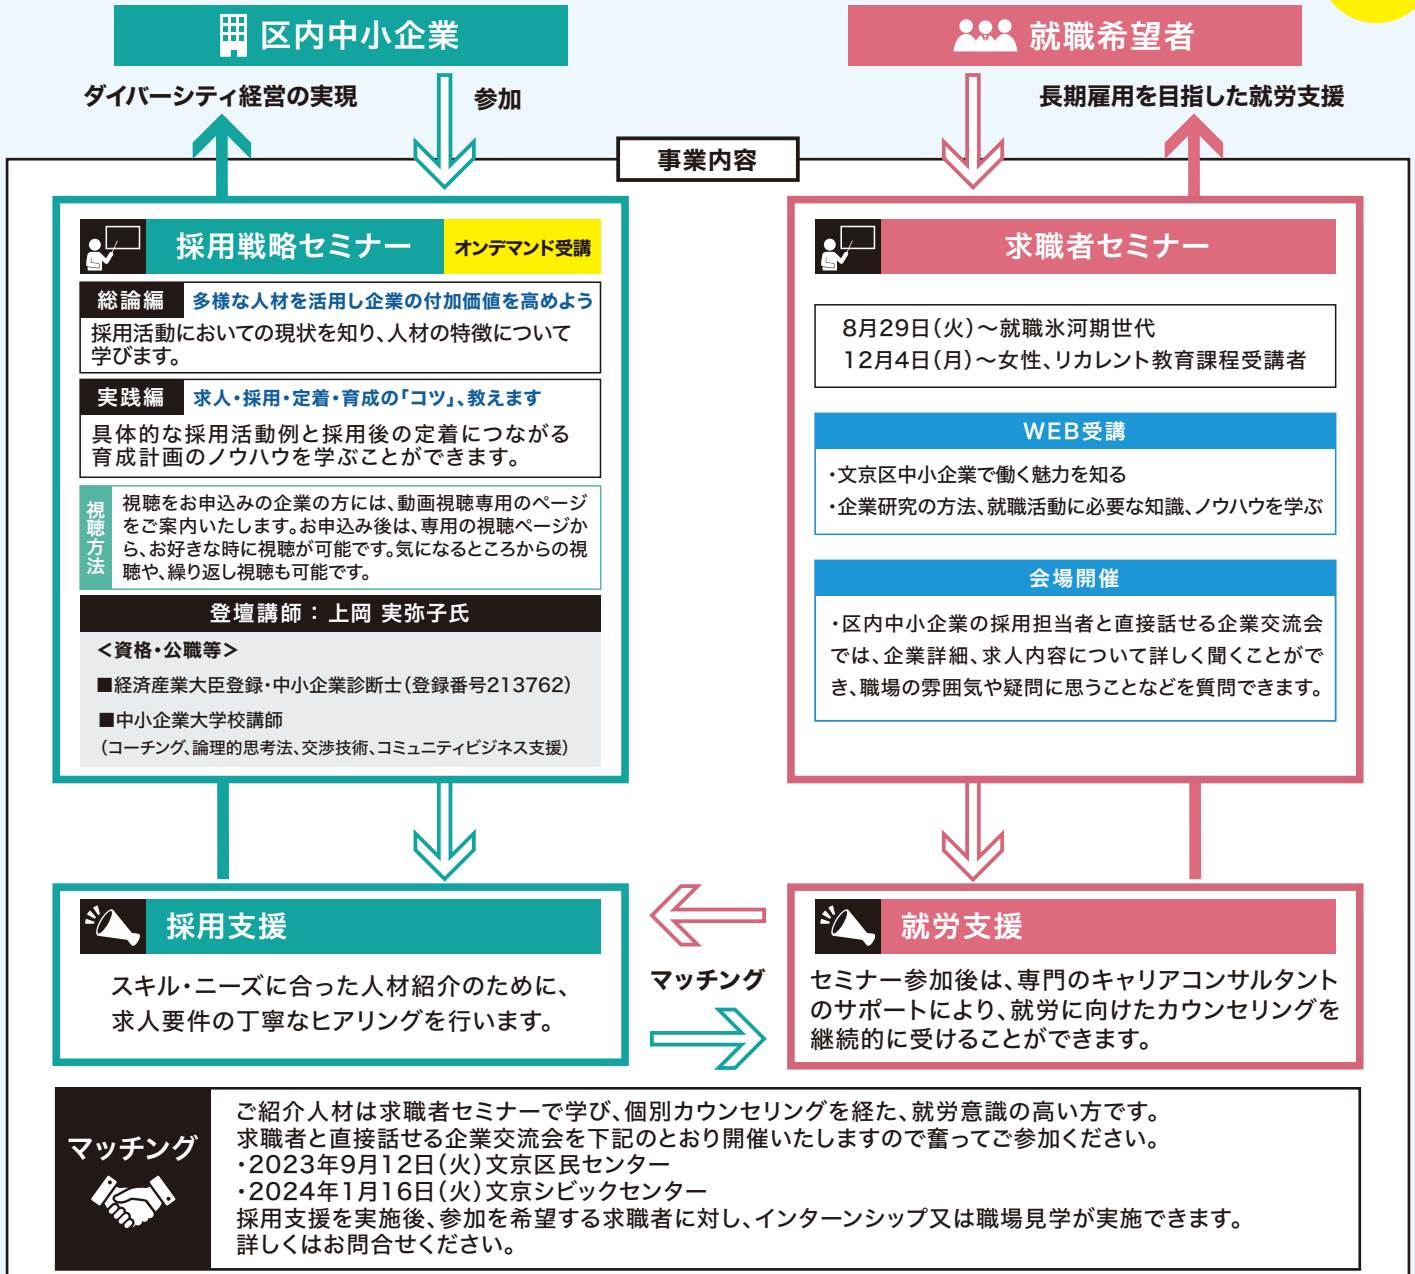 区内中小企業
就職希望者
ダイバーシティ経営の実現
参加
長期雇用を目指した就労支援
事業内容
採用戦略セミナー
オンデマンド受講
総論編
多様な人材を活用し企業の付加価値を高めよう
採用活動においての現状を知り、人材の特徴について
学びます。
実践編
求人・採用・定着・育成の「コツ」、教えます
具体的な採用活動例と採用後の定着につながる
育成計画のノウハウを学ぶことができます。
視聴方法
視聴をお申込みの企業の方には、動画視聴専用のページ
をご案内いたします。お申込み後は、専用の視聴ページか
ら、お好きな時に視聴が可能です。気になるところからの視
聴や、繰り返し視聴も可能です。
登壇講師：上岡 実弥子氏
＜資格・公職等＞
■経済産業大臣登録・中小企業診断士（登録番号213762）
■中小企業大学校講師
（コーチング、論理的思考法、交渉技術、コミュニティビジネス支援）
求職者セミナー
8月29日（火）～就職氷河期世代
12月4日（月）～女性、リカレント教育課程受講者
WEB受講
・文京区中小企業で働く魅力を知る
・企業研究の方法、就職活動に必要な知識、ノウハウを学ぶ
会場開催
・区内中小企業の採用担当者と直接話せる企業交流会
では、企業詳細、求人内容について詳しく聞くことがで
き、職場の雰囲気や疑問に思うことなどを質問できます。
採用支援
スキル・ニーズに合った人材紹介のために、
求人要件の丁寧なヒアリングを行います。
マッチング
就労支援
セミナー参加後は、専門のキャリアコンサルタント
のサポートにより、就労に向けたカウンセリングを
継続的に受けることができます。
マッチング
ご紹介人材は求職者セミナーで学び、個別カウンセリングを経た、就労意識の高い方です。
求職者と直接話せる企業交流会を下記のとおり開催いたしますので奮ってご参加ください。
・2023年9月12日（火）文京区民センター
・2024年1月16日（火）文京シビックセンター
採用支援を実施後、参加を希望する求職者に対し、インターンシップ又は職場見学が実施できます。
詳しくはお問合せください。